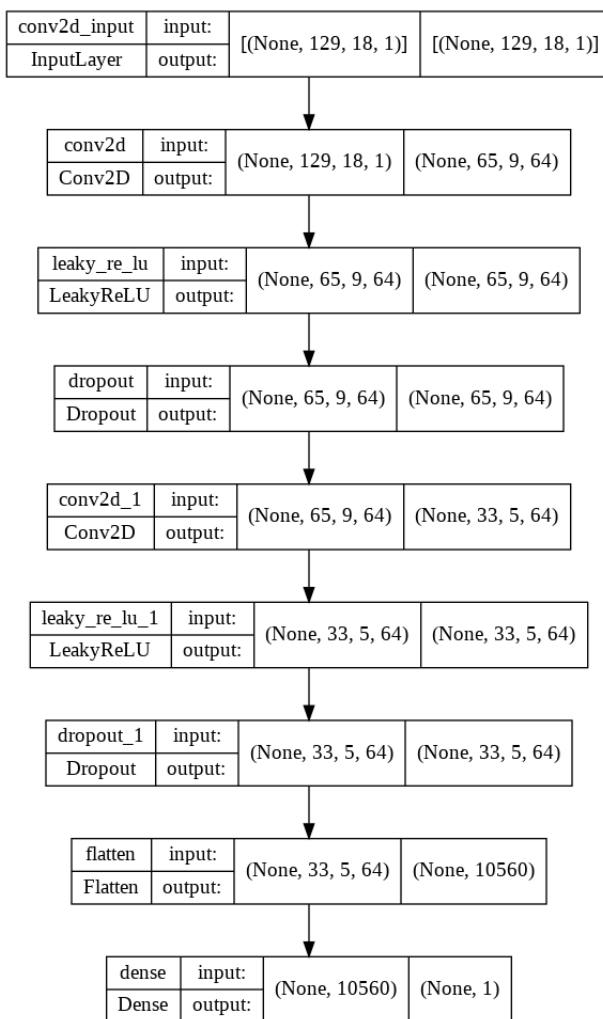 conv2d_input input: [(None, 129, 18, 1)] [(None, 129, 18, 1)]
InputLayer output:
conv2d input: (None, 129, 18, 1) (None, 65, 9, 64)
Conv2D output:
leaky_re_lu input: (None, 65, 9, 64) (None, 65, 9, 64)
LeakyReLU output:
dropout input: (None, 65, 9, 64) (None, 65, 9, 64)
Dropout output:
conv2d_1 input: (None, 65, 9, 64) (None, 33, 5, 64)
Conv2D output:
leaky_re_lu_1 input: (None, 33, 5, 64) (None, 33, 5, 64)
LeakyReLU output:
dropout_1 input: (None, 33, 5, 64) (None, 33, 5, 64)
Dropout output:
flatten input: (None, 33, 5, 64) (None, 10560)
Flatten output:
dense input: (None, 10560) (None, 1)
Dense output: